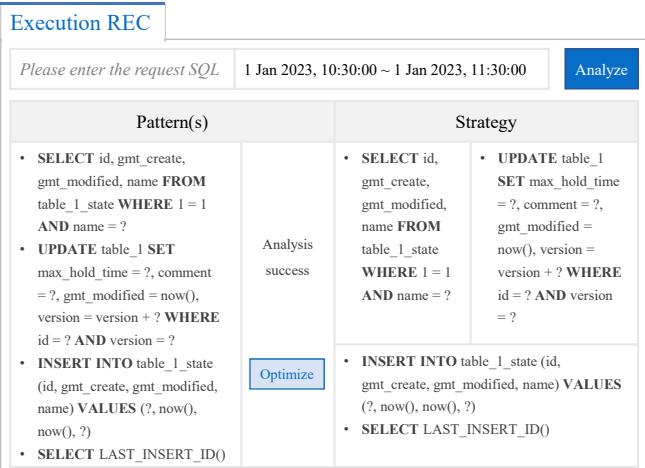 Execution REC
Please enter the request SQL
1 Jan 2023, 10:30:00 ~ 1 Jan 2023, 11:30:00
Analyze
Pattern(s)
Strategy
• SELECT id, gmt_create,
gmt_modified, name FROM
table_1_state WHERE 1 = 1
AND name = ?
• UPDATE table_1 SET
max_hold_time = ?, comment
= ?, gmt_modified = now(),
version = version + ? WHERE
id = ? AND version = ?
• INSERT INTO table_1_state
(id, gmt_create, gmt_modified,
name) VALUES (?, now(),
now(), ?)
• SELECT LAST_INSERT_ID()
Analysis
success
Optimize
• SELECT id,
gmt_create,
gmt_modified,
name FROM
table_1_state
WHERE 1 = 1
AND name = ?
• UPDATE table_1
SET max_hold_time
= ?, comment = ?,
gmt_modified =
now(), version =
version + ? WHERE
id = ? AND version
= ?
• INSERT INTO table_1_state (id,
gmt_create, gmt_modified, name) VALUES
(?, now(), now(), ?)
• SELECT LAST_INSERT_ID()